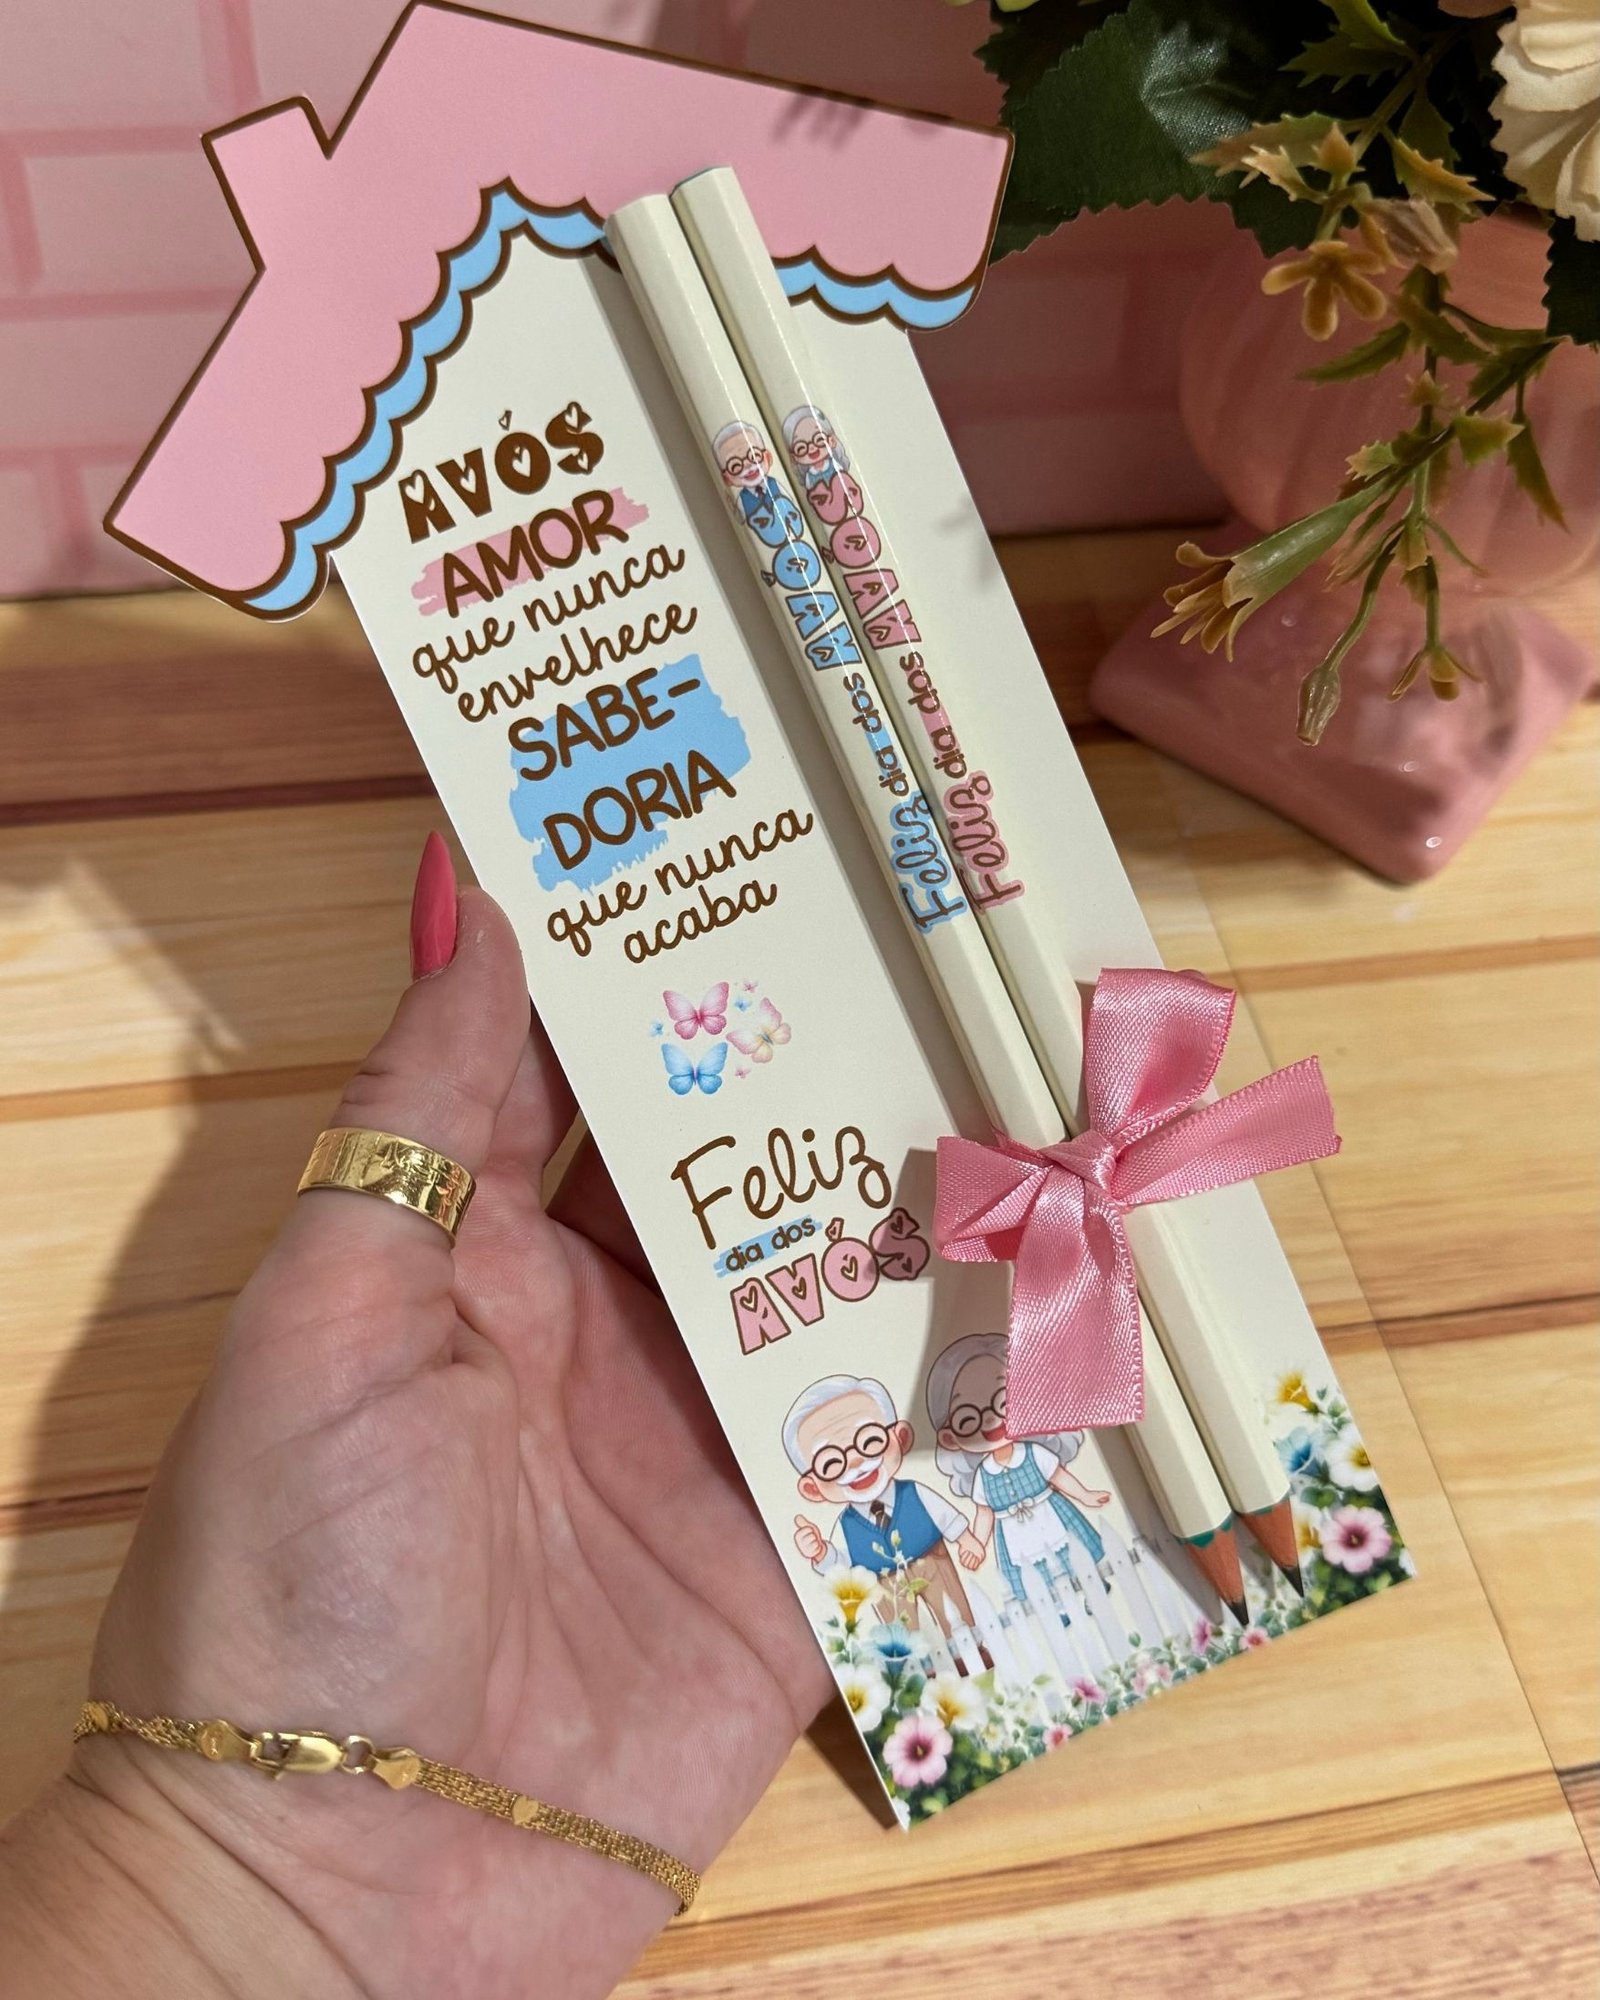 AVÓS
AMOR
que nunca
envelhece
SABE-
DORIA
que nunca
acaba
Feliz
dia dos
AVÓS
Feliz dia dos AVÓS
Feliz dia dos AVÓS